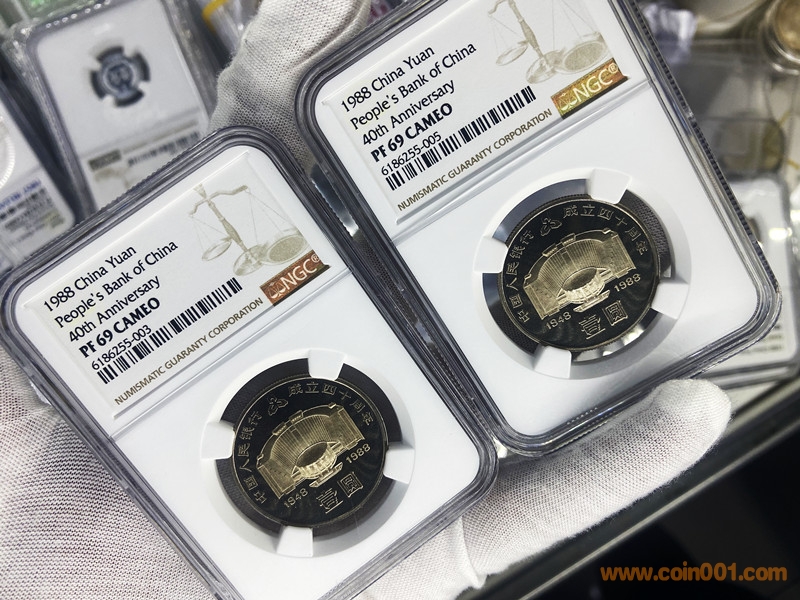 1988 China Yuan
People's Bank of China
40th Anniversary
PF 69 CAMEO
6186255-003
NGC
NUMISMATIC GUARANTY CORPORATION
中国人民银行 成立四十周年
1948 1988
壹圆
1988 China Yuan
People's Bank of China
40th Anniversary
PF 69 CAMEO
6186255-005
NGC®
NUMISMATIC GUARANTY CORPORATION
中国人民银行 成立四十周年
1948 1988
壹圆
www.coin001.com